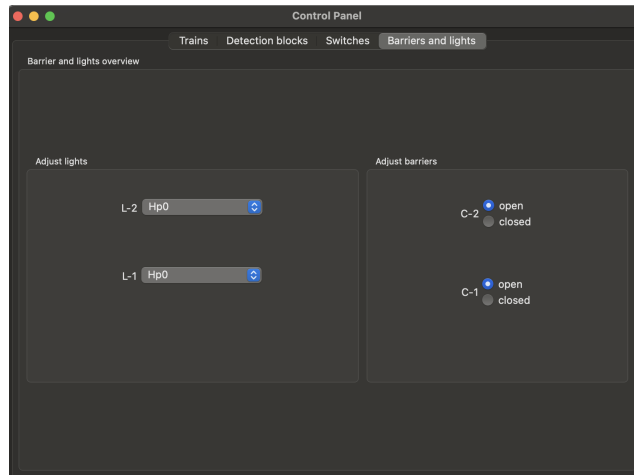 Control Panel
Trains Detection blocks Switches Barriers and lights
Barrier and lights overview
Adjust lights
L-2 Hp0
L-1 Hp0
Adjust barriers
open
C-2
closed
open
C-1
closed